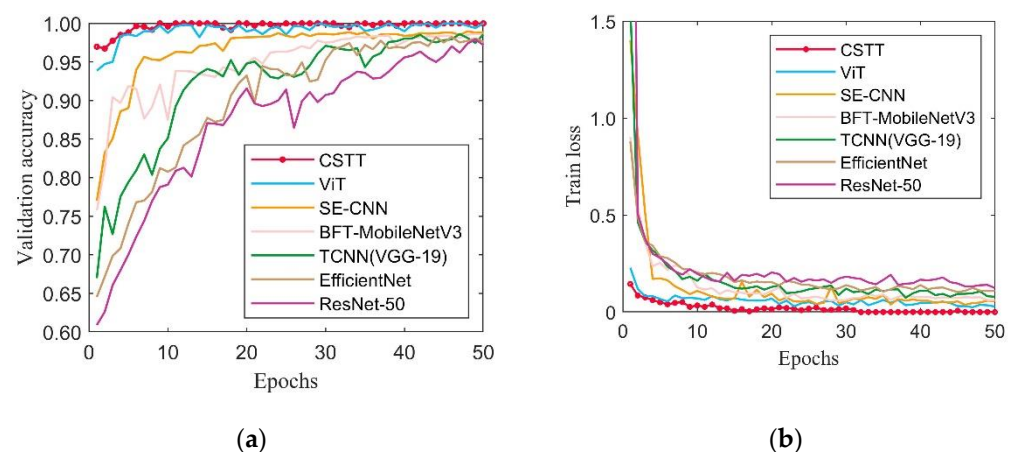 1.00
0.95
0.90
0.85
0.80
0.75
0.70
0.65
0.60
Validation accuracy
CSTT
ViT
SE-CNN
BFT-MobileNetV3
TCNN(VGG-19)
EfficientNet
ResNet-50
0 10 20 30 40 50
Epochs
(a)
1.5
1.0
0.5
0
Train loss
CSTT
ViT
SE-CNN
BFT-MobileNetV3
TCNN(VGG-19)
EfficientNet
ResNet-50
0 10 20 30 40 50
Epochs
(b)